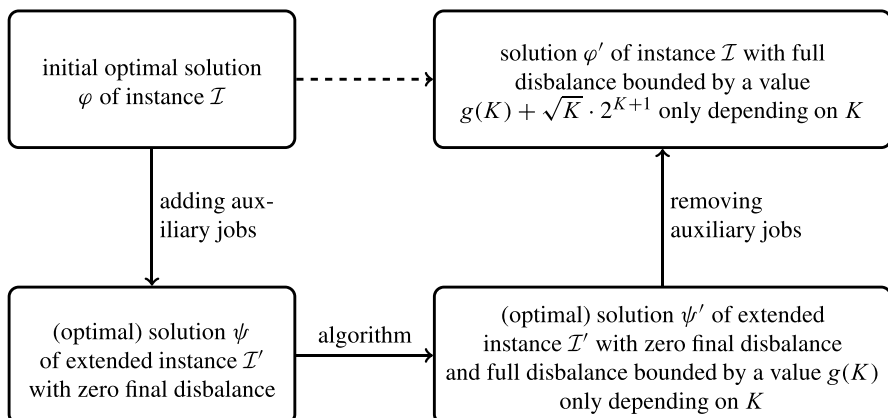 initial optimal solution
φ of instance ℐ
solution φ′ of instance ℐ with full
disbalance bounded by a value
g(K) + √K · 2^{K+1} only depending on K
adding aux-
iliary jobs
removing
auxiliary jobs
(optimal) solution ψ
of extended instance ℐ′
with zero final disbalance
algorithm
(optimal) solution ψ′ of extended
instance ℐ′ with zero final disbalance
and full disbalance bounded by a value g(K)
only depending on K